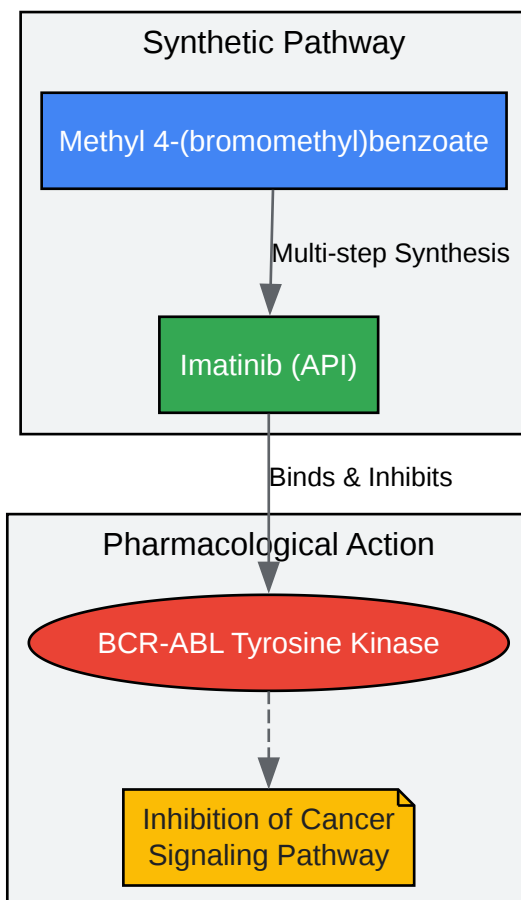 Synthetic Pathway
Methyl 4-(bromomethyl)benzoate
Multi-step Synthesis
Imatinib (API)
Binds & Inhibits
Pharmacological Action
BCR-ABL Tyrosine Kinase
Inhibition of Cancer
Signaling Pathway